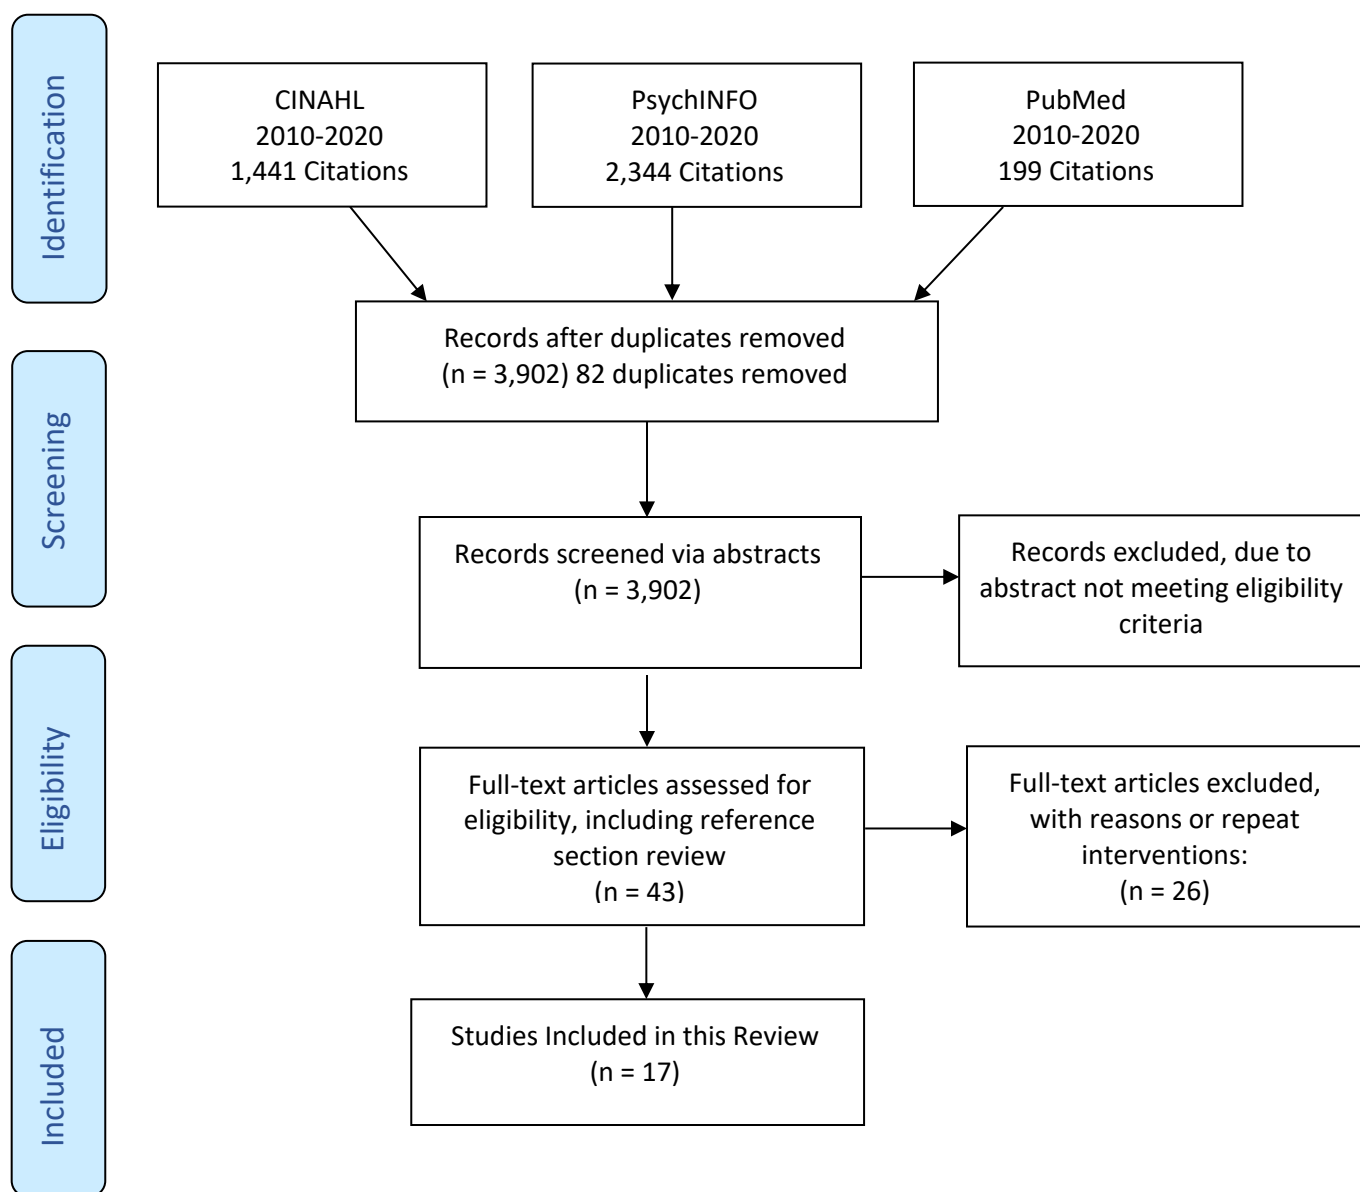 Identification
CINAHL
2010-2020
1,441 Citations
PsychINFO
2010-2020
2,344 Citations
PubMed
2010-2020
199 Citations
Records after duplicates removed
(n = 3,902) 82 duplicates removed
Screening
Records screened via abstracts
(n = 3,902)
Records excluded, due to
abstract not meeting eligibility
criteria
Eligibility
Full-text articles assessed for
eligibility, including reference
section review
(n = 43)
Full-text articles excluded,
with reasons or repeat
interventions:
(n = 26)
Included
Studies Included in this Review
(n = 17)